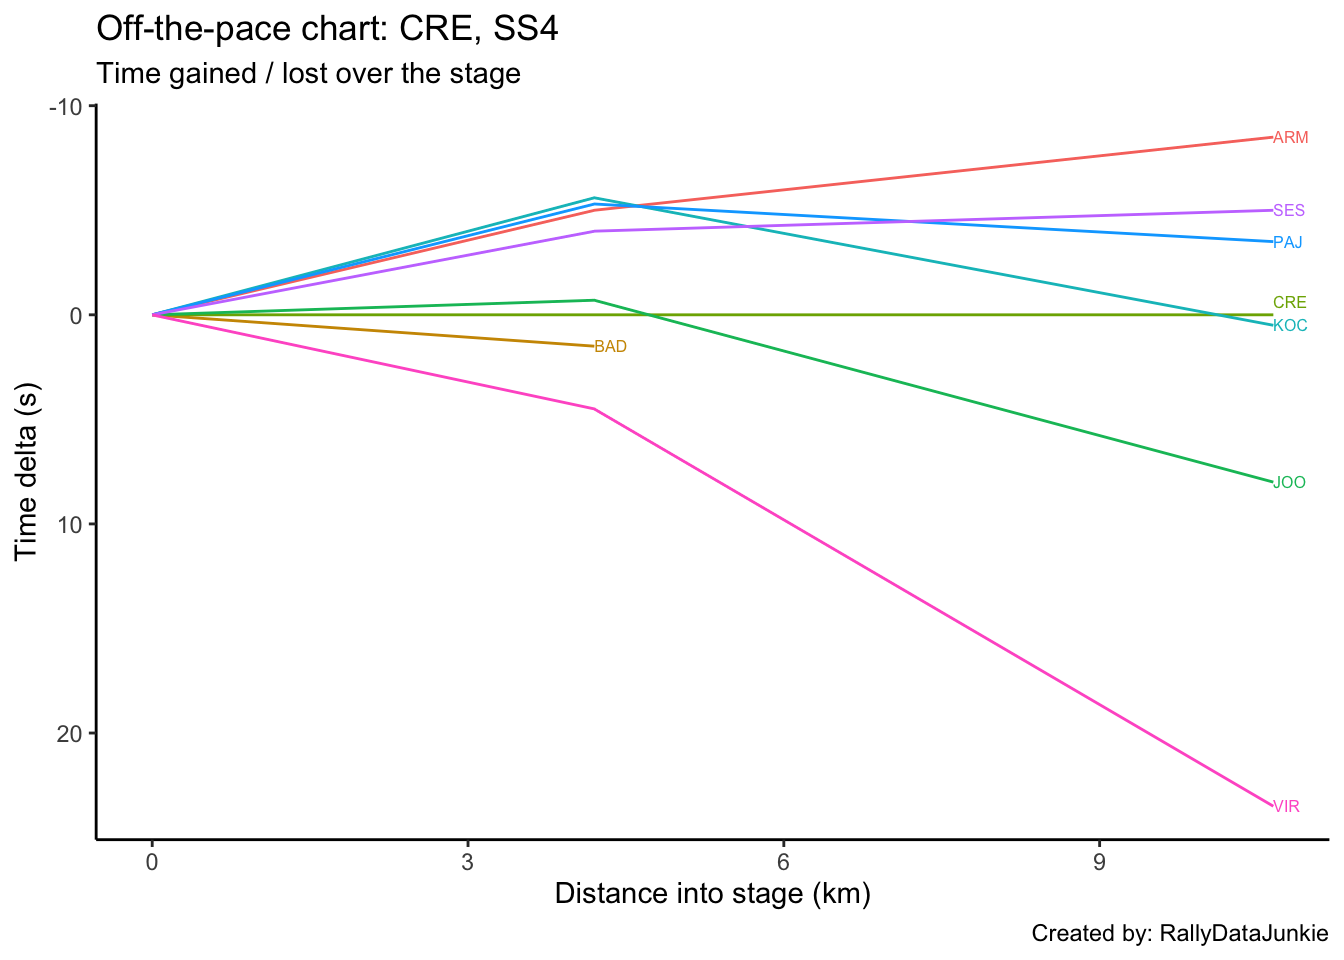 Off-the-pace chart: CRE, SS4
Time gained / lost over the stage
-10
0
10
20
Time delta (s)
ARM
SES
PAJ
CRE
KOC
BAD
JOO
VIR
0 3 6 9
Distance into stage (km)
Created by: RallyDataJunkie